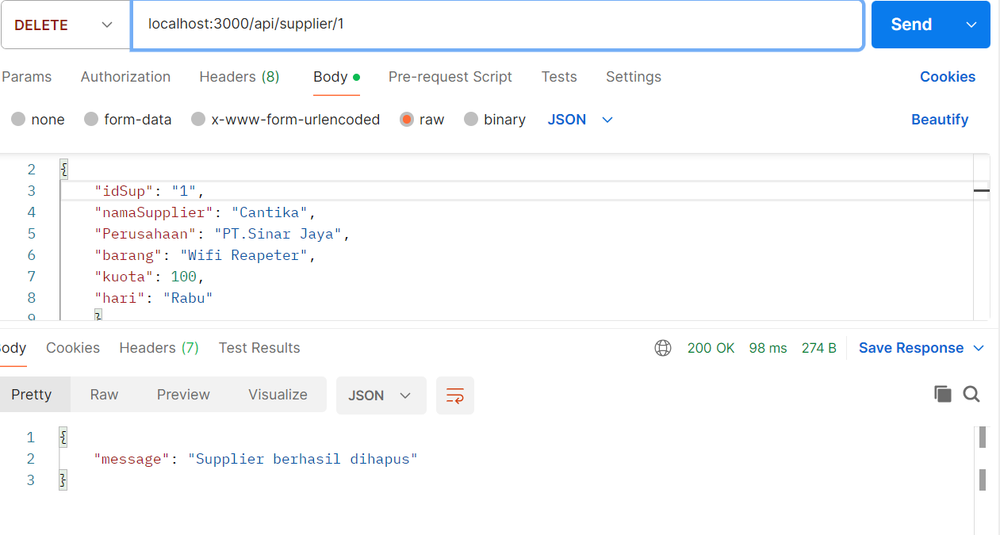 DELETE localhost:3000/api/supplier/1 Send
Params Authorization Headers (8) Body Pre-request Script Tests Settings Cookies
none form-data x-www-form-urlencoded raw binary JSON Beautify
2 {
3 "idSup": "1",
4 "namaSupplier": "Cantika",
5 "Perusahaan": "PT.Sinar Jaya",
6 "barang": "Wifi Reapeter",
7 "kuota": 100,
8 "hari": "Rabu"
9 }
ody Cookies Headers (7) Test Results 200 OK 98 ms 274 B Save Response
Pretty Raw Preview Visualize JSON
1 {
2 "message": "Supplier berhasil dihapus"
3 }